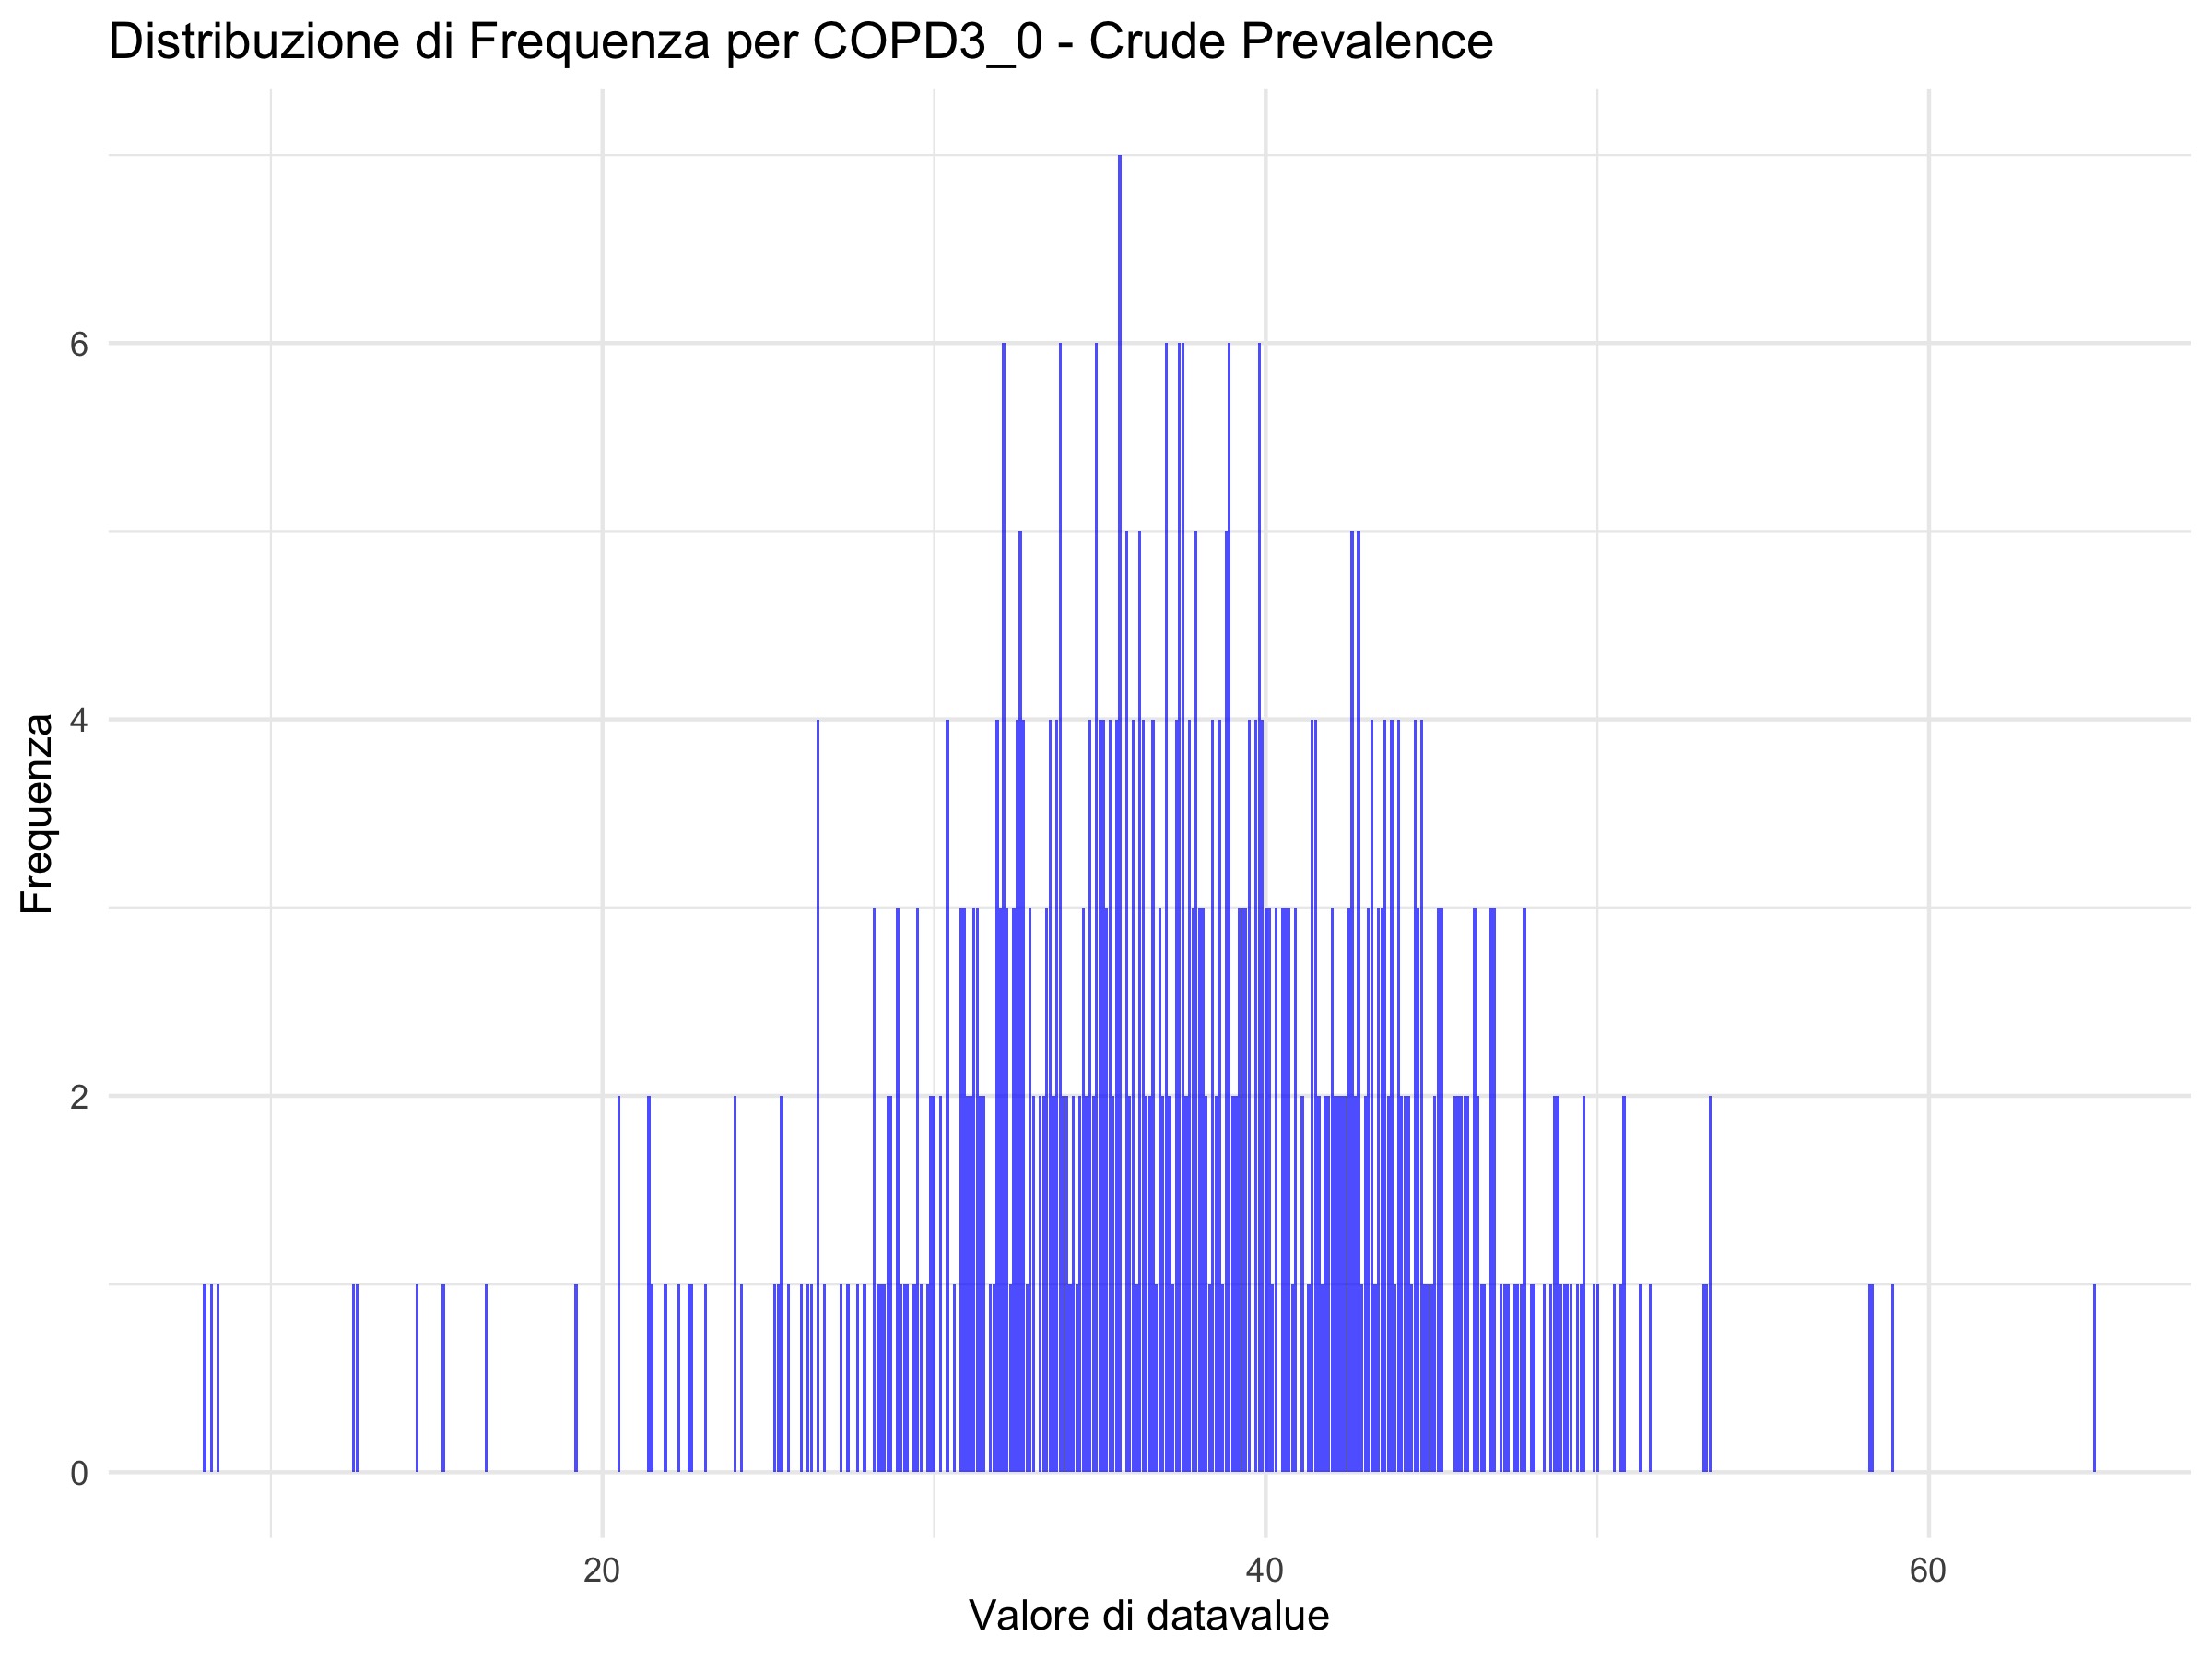 Distribuzione di Frequenza per COPD3_0 - Crude Prevalence
Frequenza
6
4
2
0
20
40
60
Valore di datavalue